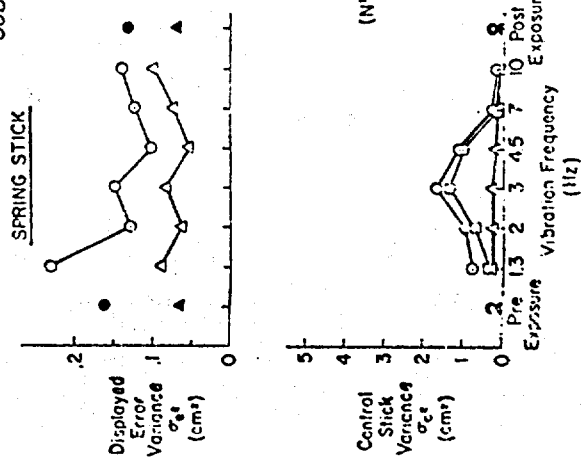 SPRING STICK
.2
.1
0
Displayed
Error
Variance
σe²
(cm²)
5
4
3
2
1
0
Control
Stick
Variance
σc²
(cm²)
Pre 1.3 2 3 4.5 7 10 Post
Exposure Exposure
Vibration Frequency
(Hz)